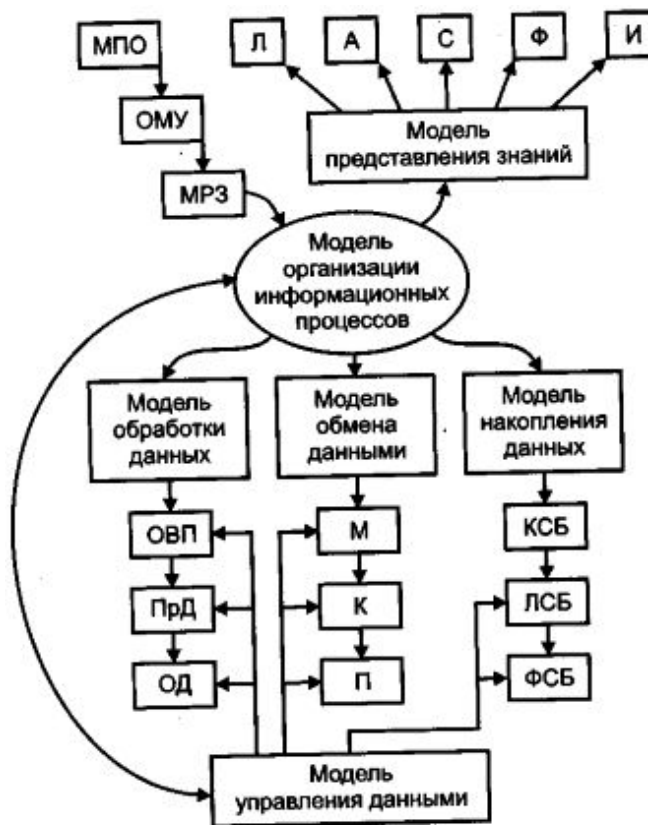 МПО
Л
А
С
Ф
И
ОМУ
Модель
представления знаний
МРЗ
Модель
организации
информационных
процессов
Модель
обработки
данных
Модель
обмена
данными
Модель
накопления
данных
ОВП
М
КСБ
ПрД
К
ЛСБ
ОД
П
ФСБ
Модель
управления данными